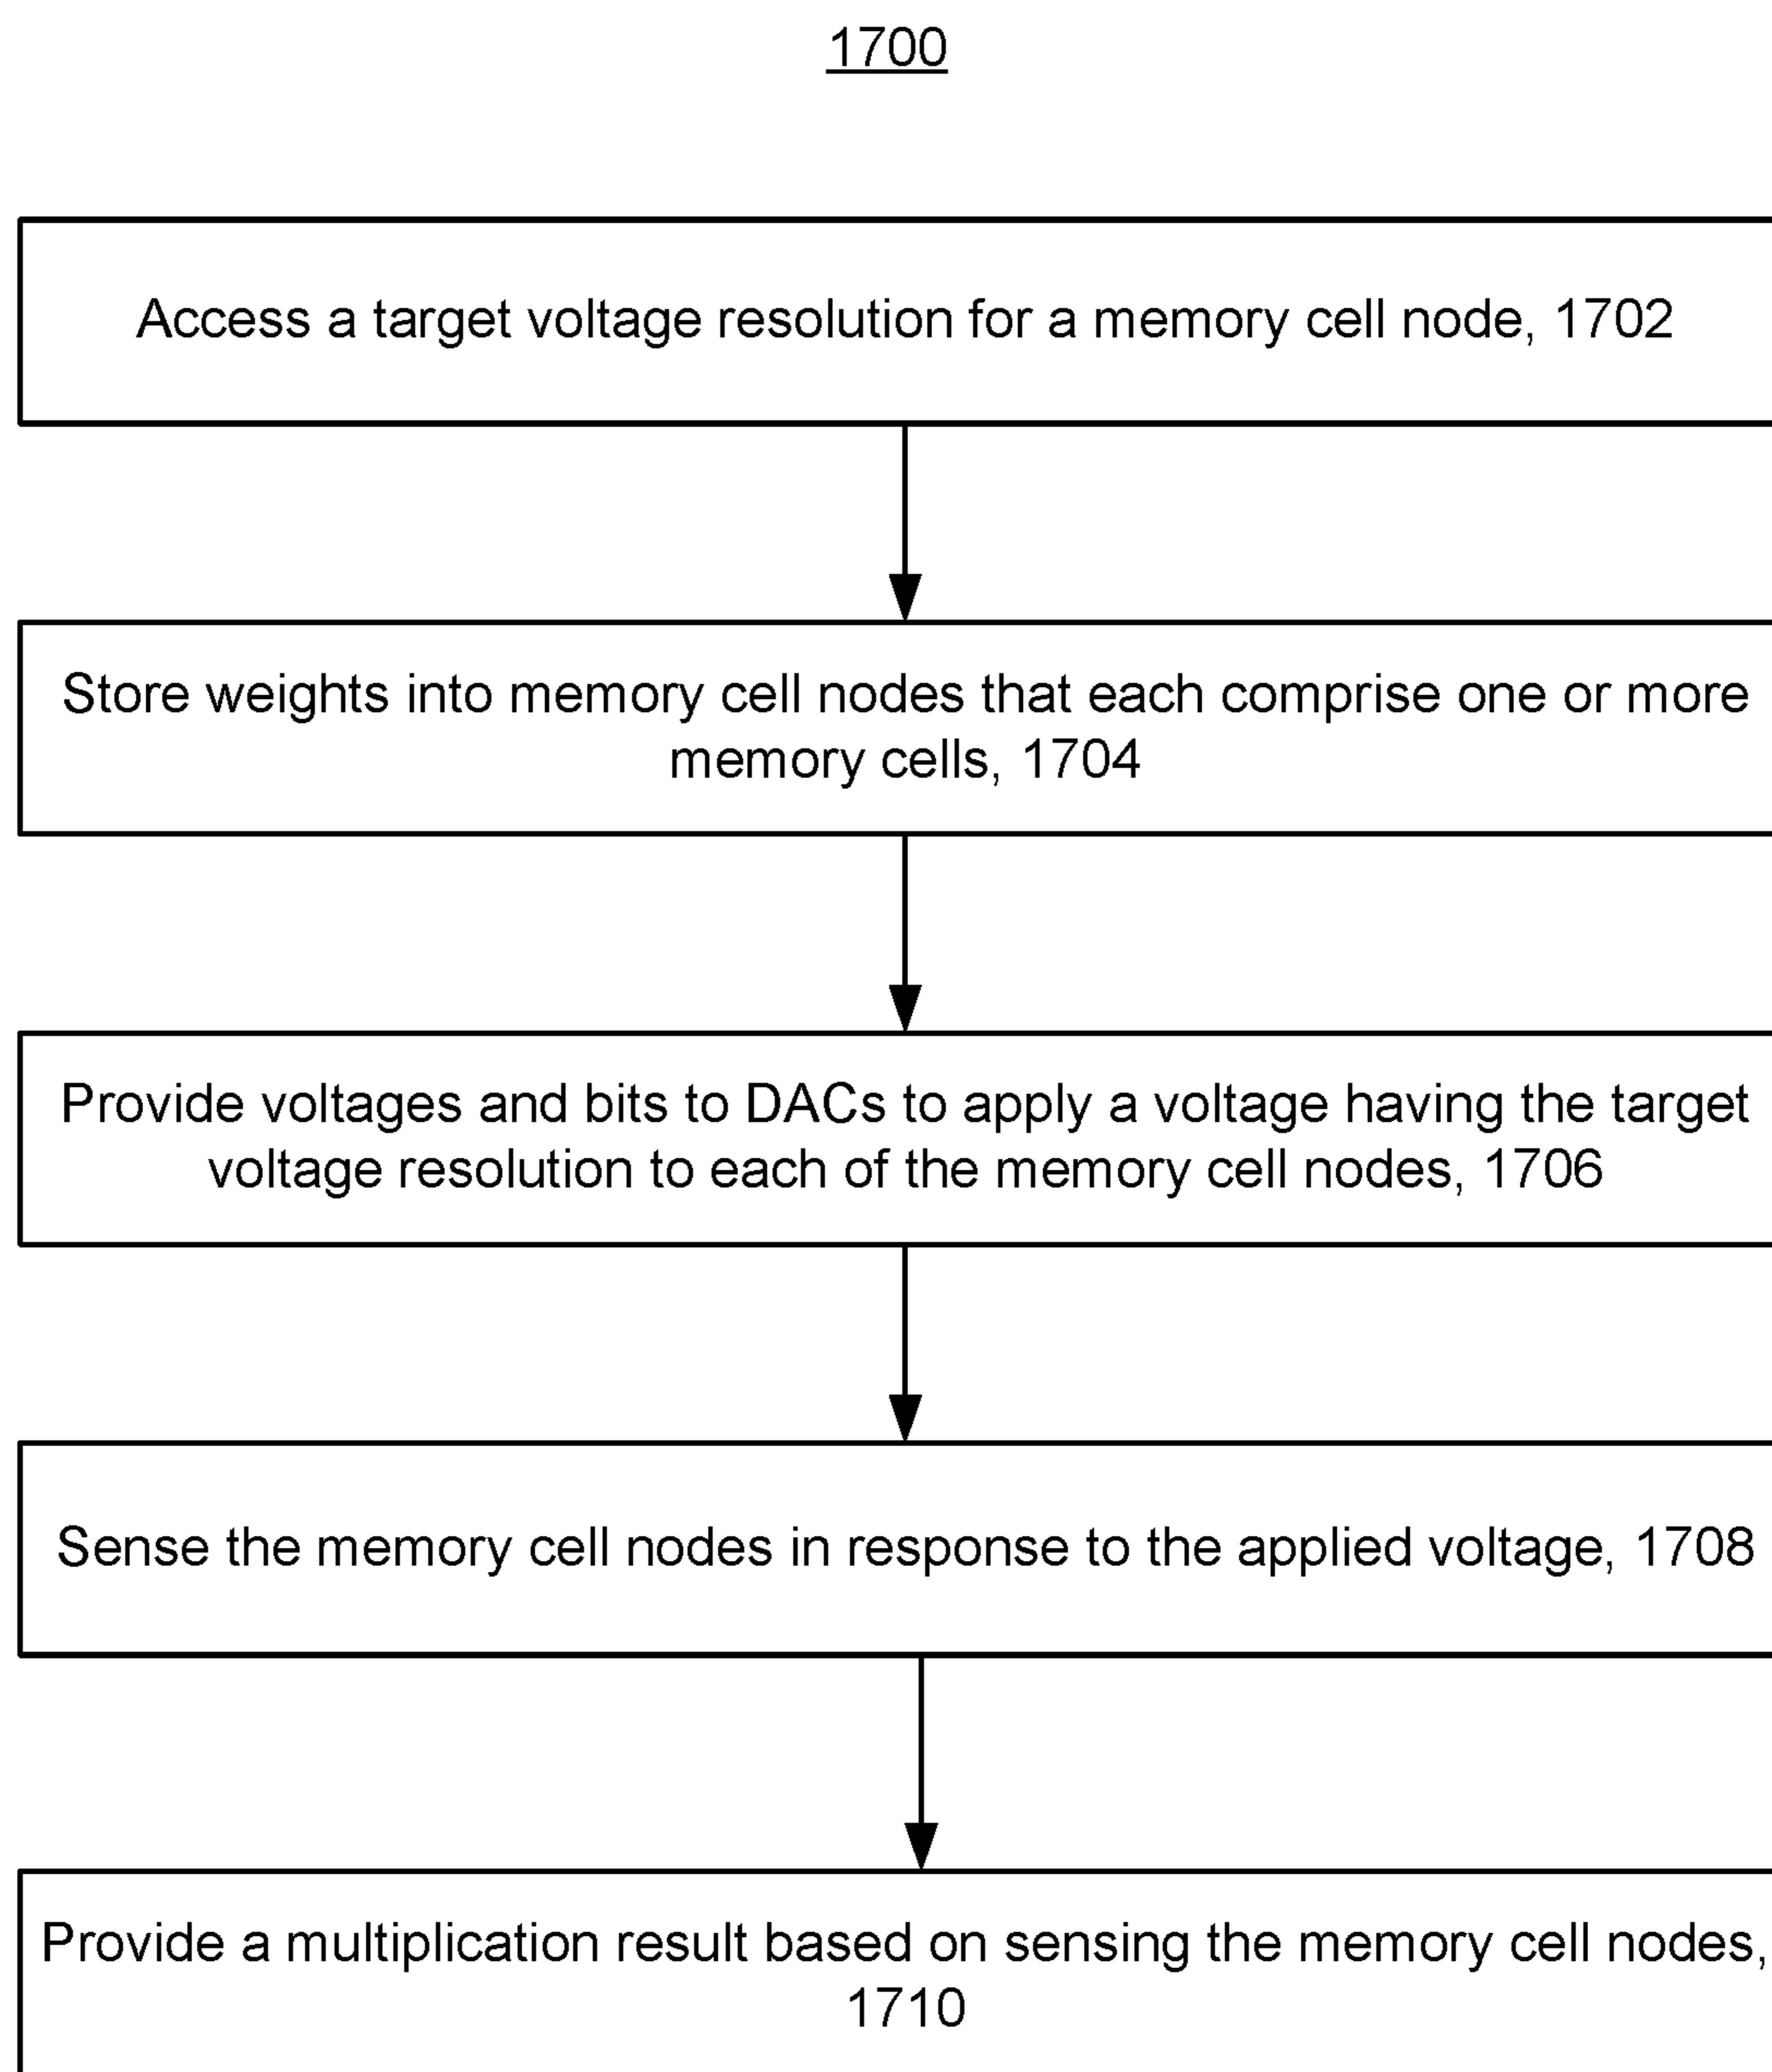 1700
Access a target voltage resolution for a memory cell node, 1702
Store weights into memory cell nodes that each comprise one or more
memory cells, 1704
Provide voltages and bits to DACs to apply a voltage having the target
voltage resolution to each of the memory cell nodes, 1706
Sense the memory cell nodes in response to the applied voltage, 1708
Provide a multiplication result based on sensing the memory cell nodes,
1710